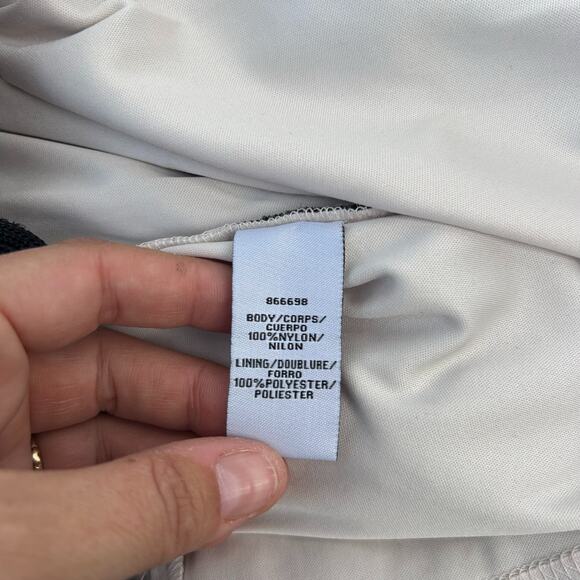 866698
BODY/CORPS/
CUERPO
100%NYLON/
NILON
LINING/DOUBLURE/
FORRO
100%POLYESTER/
POLIESTER